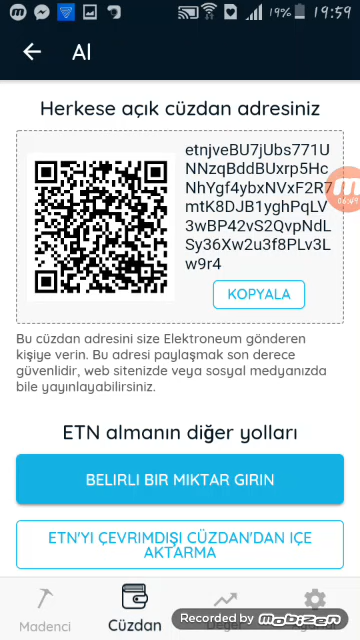 19% 19:59
Al
Herkese açık cüzdan adresiniz
etnjveBU7jUbs771U
NNzqBddBUxrp5Hc
NhYgf4ybxNVxF2R7
mtK8DJB1yghPqLV
3wBP42vS2QvpNdL
Sy36Xw2u3f8PLv3L
w9r4
06:49
KOPYALA
Bu cüzdan adresini size Elektroneum gönderen
kişiye verin. Bu adresi paylaşmak son derece
güvenlidir, web sitenizde veya sosyal medyanızda
bile yayınlayabilirsiniz.
ETN almanın diğer yolları
BELIRLI BIR MIKTAR GIRIN
ETN'YI ÇEVRIMDIŞI CÜZDAN'DAN IÇE
AKTARMA
Madenci
Cüzdan
Recorded by mobizen